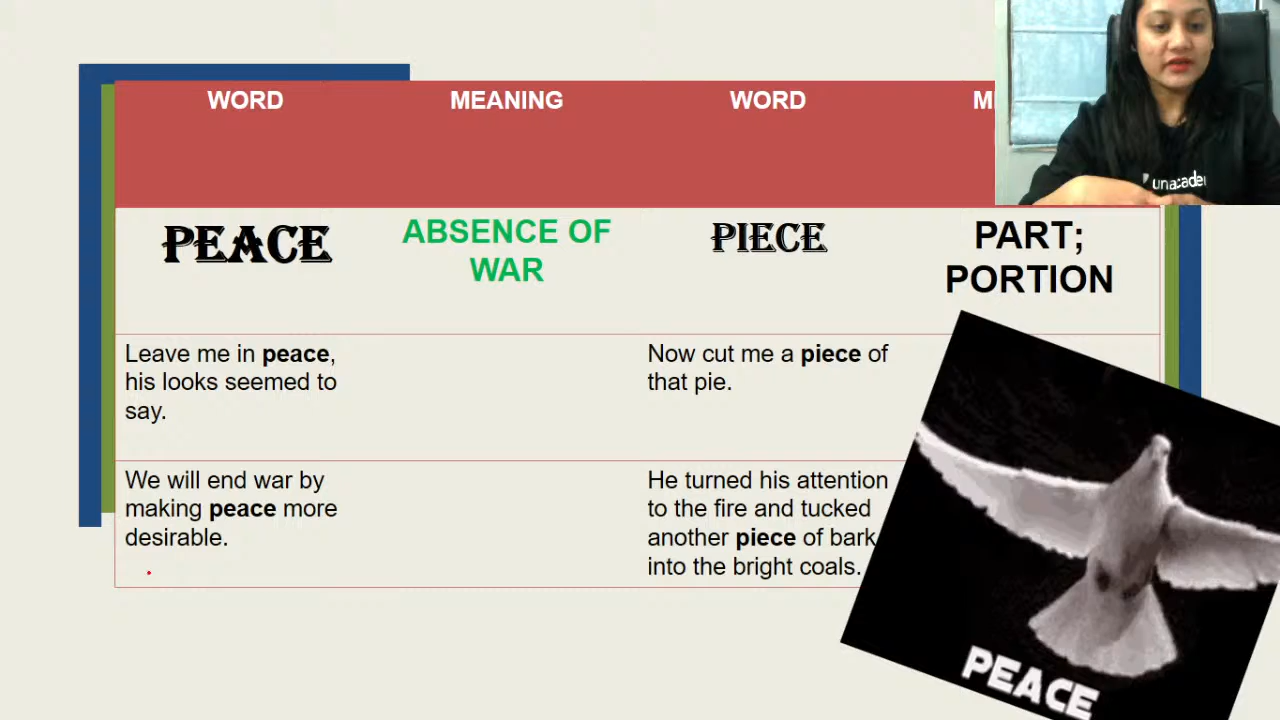 WORD
MEANING
WORD
PEACE
ABSENCE OF
WAR
PIECE
PART;
PORTION
Leave me in peace,
his looks seemed to
say.
Now cut me a piece of
that pie.
We will end war by
making peace more
desirable.
He turned his attention
to the fire and tucked
another piece of bark
into the bright coals.
PEACE